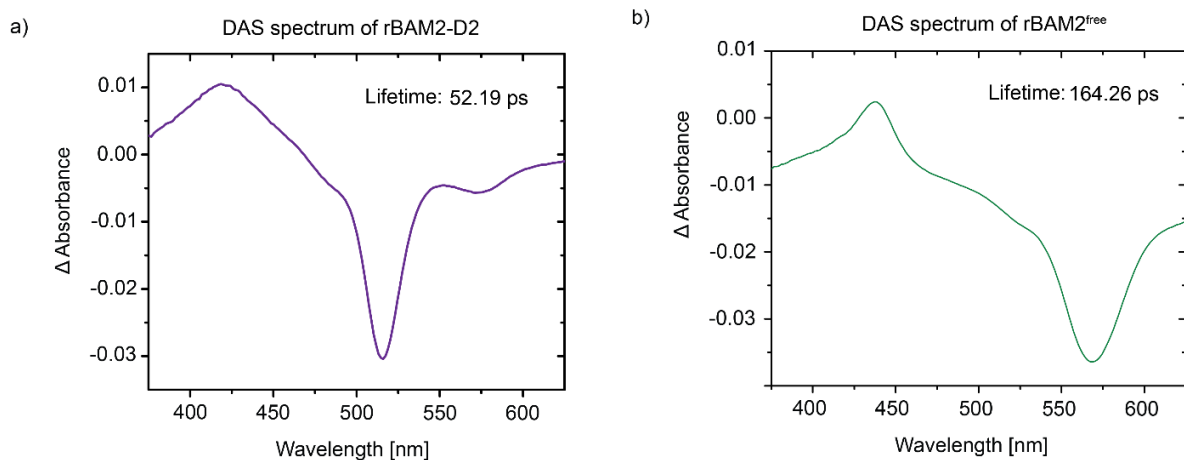 a)
DAS spectrum of rBAM2-D2
Lifetime: 52.19 ps
0.01
0.00
-0.01
-0.02
-0.03
Δ Absorbance
400
450
500
550
600
Wavelength [nm]
b)
DAS spectrum of rBAM2free
Lifetime: 164.26 ps
0.01
0.00
-0.01
-0.02
-0.03
Δ Absorbance
400
450
500
550
600
Wavelength [nm]